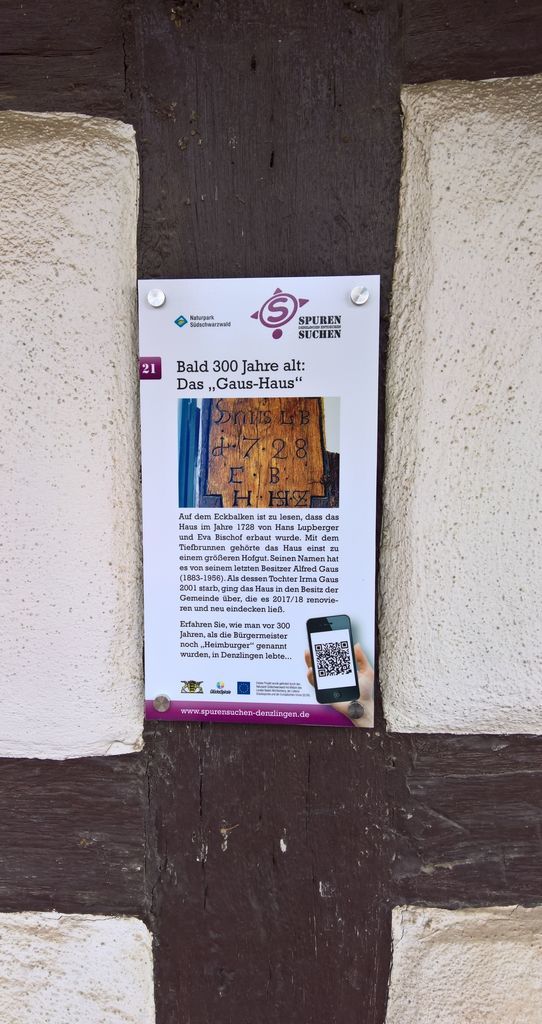 Naturpark
Südschwarzwald
S
SPUREN
SUCHEN
21
Bald 300 Jahre alt:
Das „Gaus-Haus“
HNS LB
1728
E · B ·
H · HZ
Auf dem Eckbalken ist zu lesen, dass das
Haus im Jahre 1728 von Hans Lupberger
und Eva Bischof erbaut wurde. Mit dem
Tiefbrunnen gehörte das Haus einst zu
einem größeren Hofgut. Seinen Namen hat
es von seinem letzten Besitzer Alfred Gaus
(1883-1956). Als dessen Tochter Irma Gaus
2001 starb, ging das Haus in den Besitz der
Gemeinde über, die es 2017/18 renovie-
ren und neu eindecken ließ.
Erfahren Sie, wie man vor 300
Jahren, als die Bürgermeister
noch „Heimburger“ genannt
wurden, in Denzlingen lebte...
GlücksSpirale
www.spurensuchen-denzlingen.de